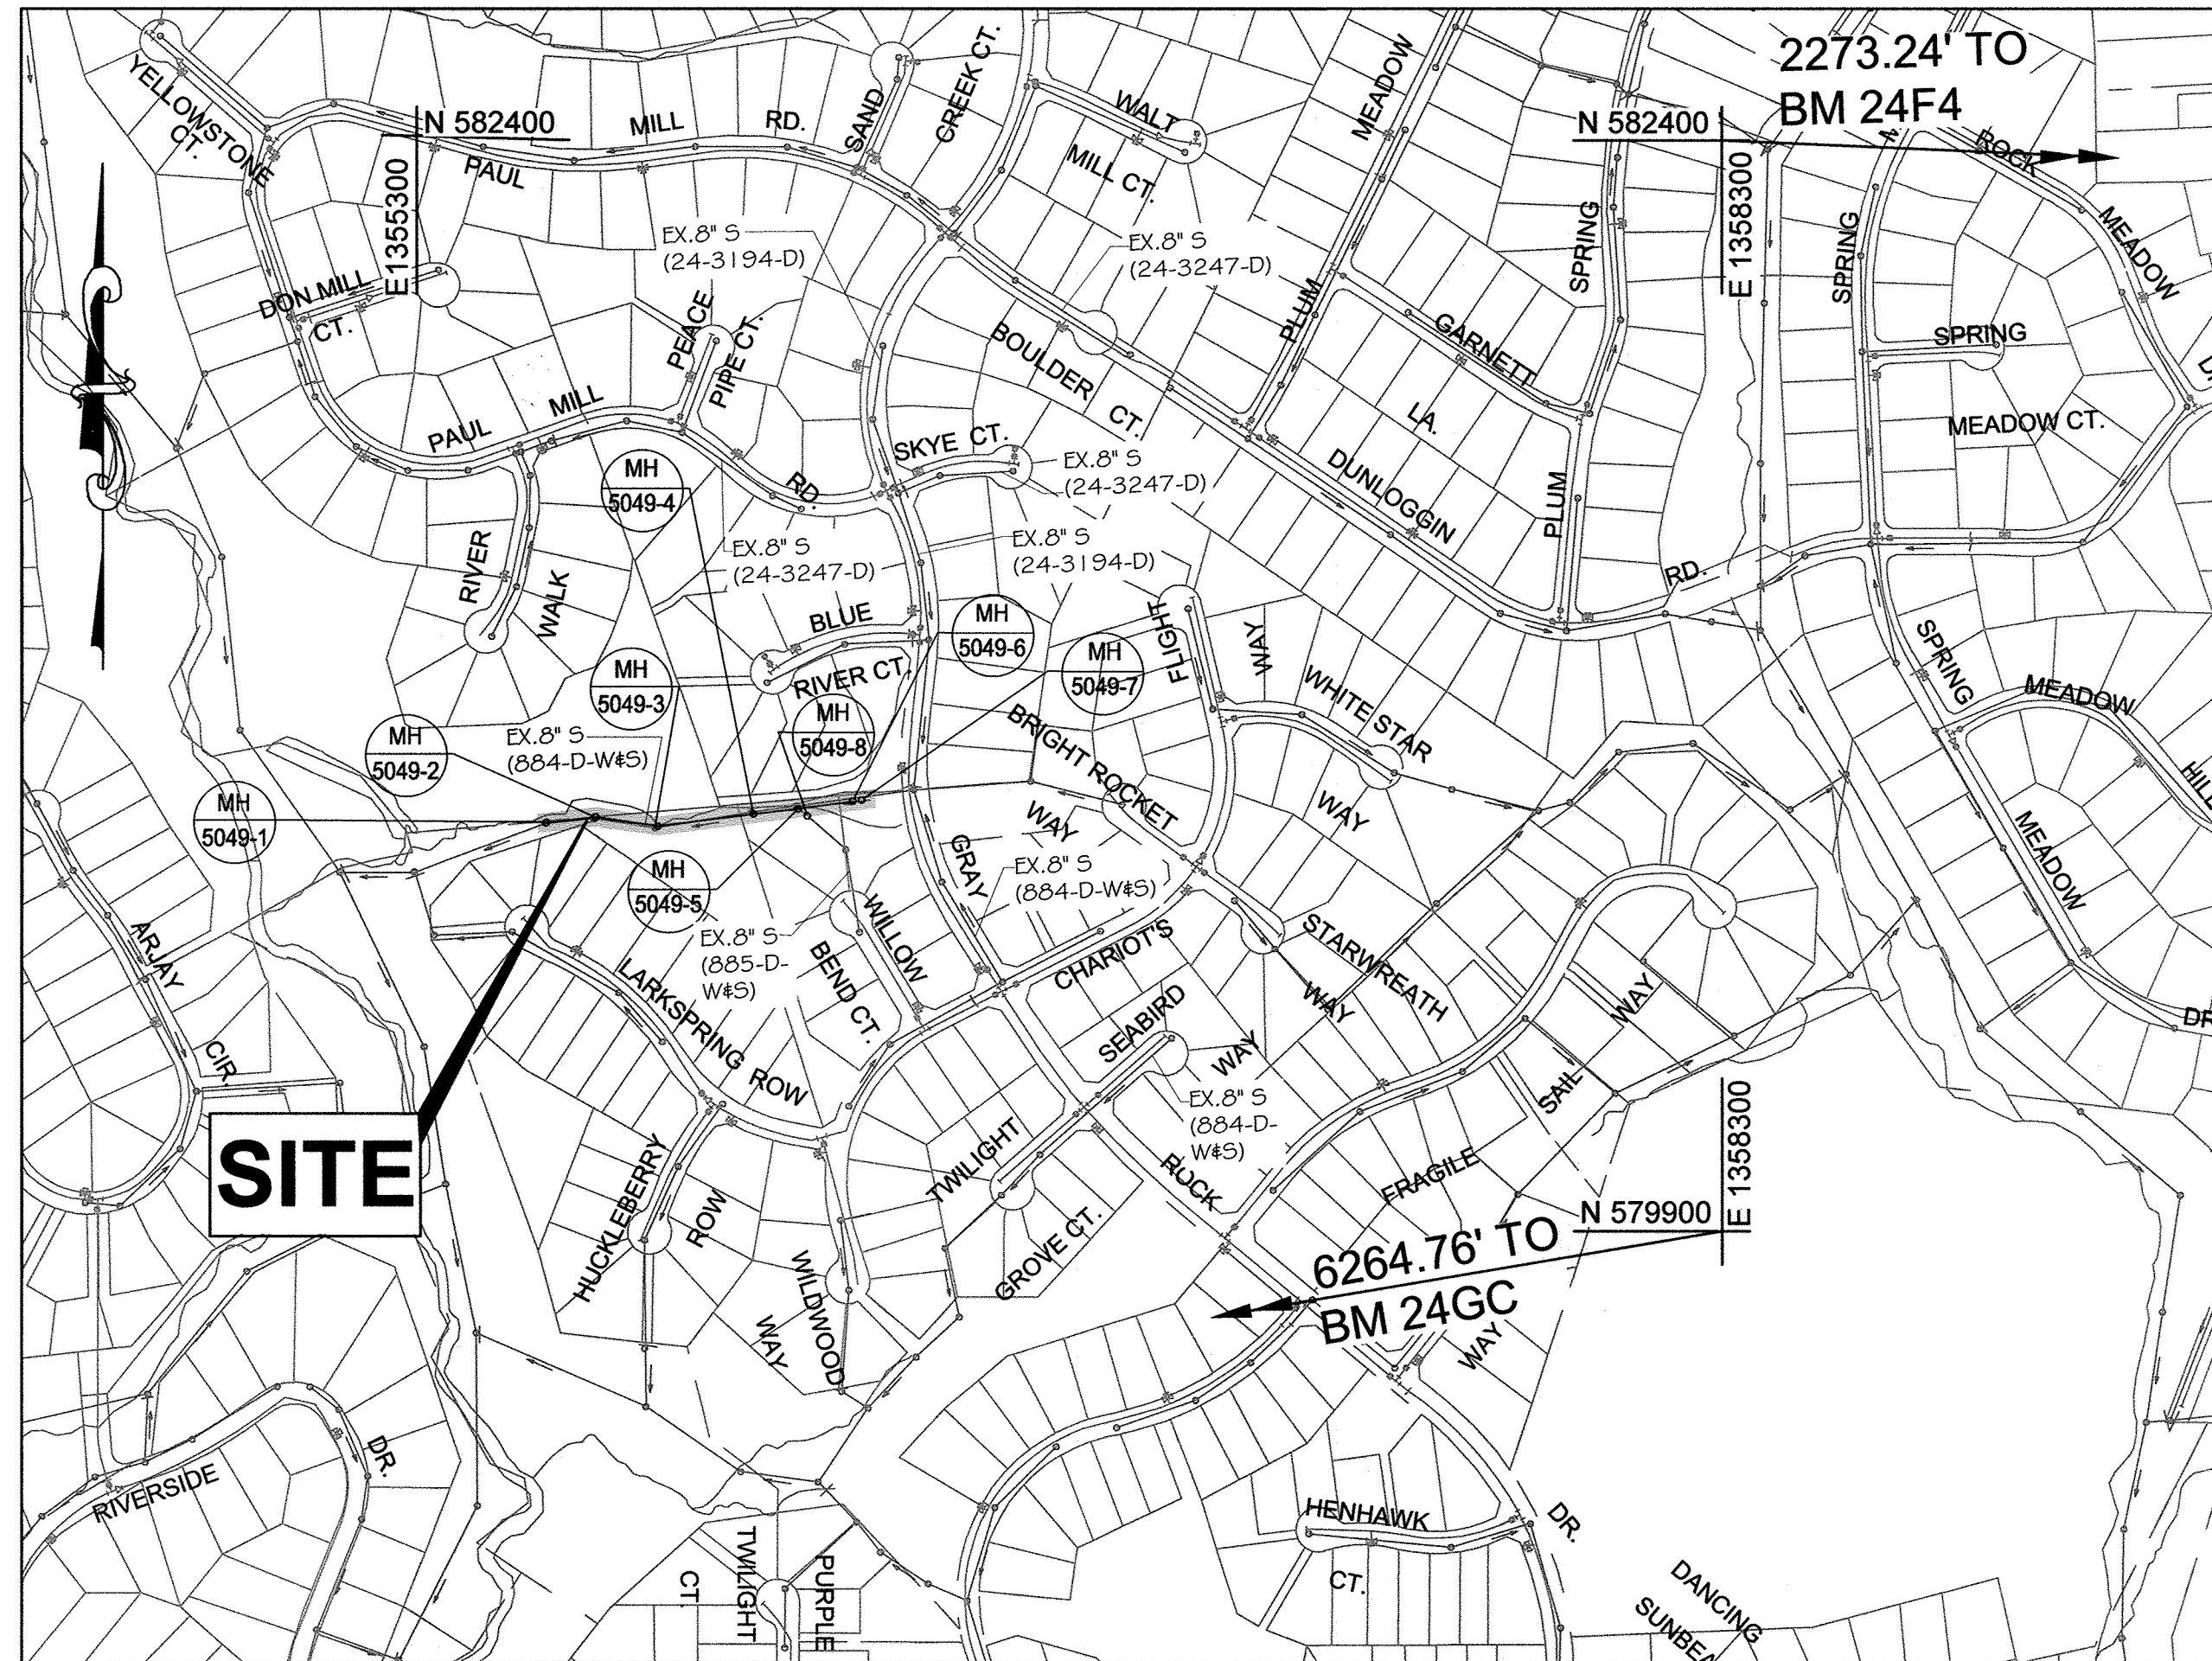 2273.24' TO
BM 24F4
YELLOWSTONE
CT.
N 582400
E 1355300
PAUL
MILL
RD.
SAND
CREEK CT.
WALT
MILL CT.
MEADOW
PLUM
N 582400
E 1358300
ROCK
MEADOW
SPRING
SPRING
SPRING
MEADOW CT.
EX.8" S
(24-3194-D)
EX.8" S
(24-3247-D)
DON MILL
CT.
PEACE
PIPE CT.
BOULDER
CT.
GARNETT
LA.
PLUM
DUNLOGGIN
RD.
PAUL
MILL
RD.
SKYE CT.
EX.8" S
(24-3247-D)
MH
5049-4
EX.8" S
(24-3247-D)
EX.8" S
(24-3194-D)
RIVER
WALK
BLUE
RIVER CT.
MH
5049-6
MH
5049-7
MH
5049-3
MH
5049-8
MH
5049-2
EX.8" S
(884-D-W&S)
MH
5049-1
MH
5049-5
FLIGHT
WAY
WHITE STAR
WAY
BRIGHT ROCKET
WAY
SPRING
MEADOW
HILL
MEADOW
DR
GRAY
ROCK
DR.
EX.8" S
(884-D-W&S)
EX.8" S
(885-D-
W&S)
WILLOW
BEND CT.
CHARIOT'S
STARWREATH
WAY
ARJAY
CIR.
LARKSPRING ROW
SEABIRD
WAY
EX.8" S
(884-D-
W&S)
SAIL
WAY
FRAGILE
SITE
HUCKLEBERRY
ROW
TWILIGHT
GROVE CT.
N 579900
E 1358300
6264.76' TO
BM 24GC
WAY
WILDWOOD
WAY
RIVERSIDE
DR.
HENHAWK
CT.
TWILIGHT
CT.
PURPLE
DANCING
SUNBEA